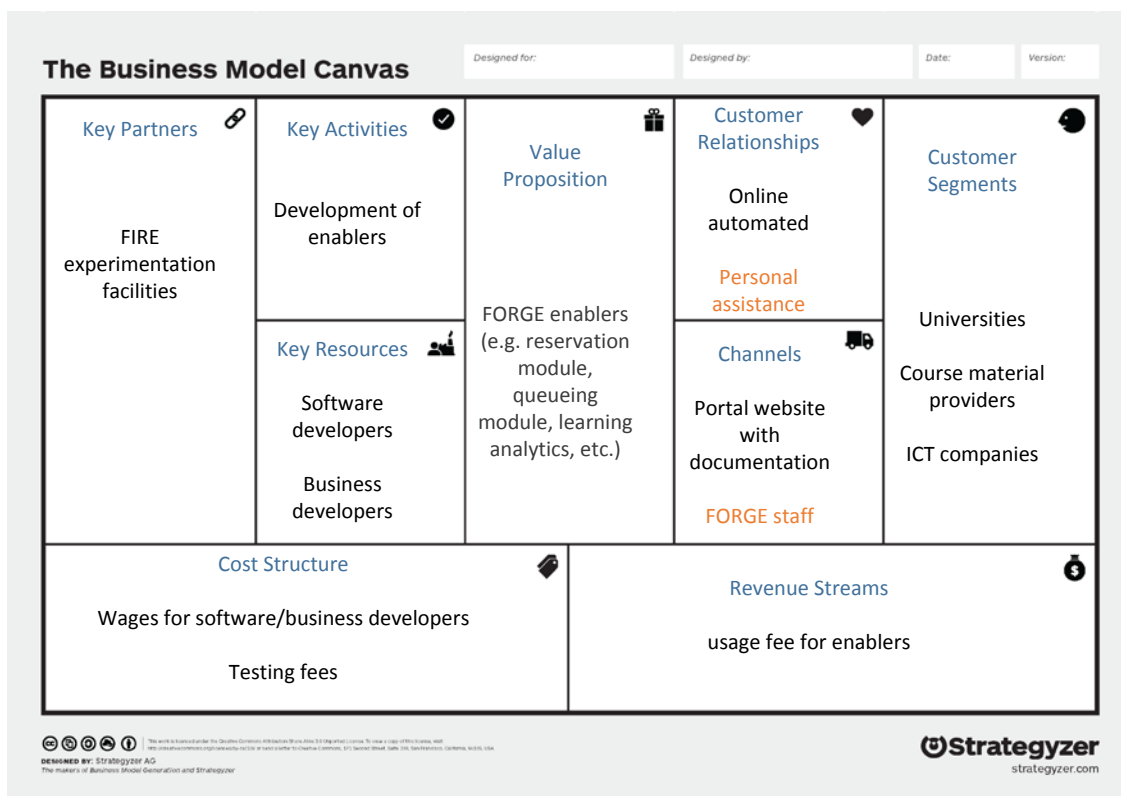 The Business Model Canvas
Designed for:
Designed by:
Date:
Version:
Key Partners
FIRE
experimentation
facilities
Key Activities
Development of
enablers
Key Resources
Software
developers
Business
developers
Value
Proposition
FORGE enablers
(e.g. reservation
module,
queueing
module, learning
analytics, etc.)
Customer
Relationships
Online
automated
Personal
assistance
Channels
Portal website
with
documentation
FORGE staff
Customer
Segments
Universities
Course material
providers
ICT companies
Cost Structure
Wages for software/business developers
Testing fees
Revenue Streams
usage fee for enablers
DESIGNED BY: Strategyzer AG
The makers of Business Model Generation and Strategyzer
Strategyzer
strategyzer.com